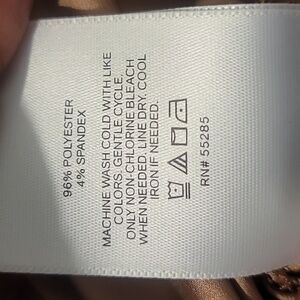 96% POLYESTER
4% SPANDEX
MACHINE WASH COLD WITH LIKE
COLORS. GENTLE CYCLE.
ONLY NON-CHLORINE BLEACH
WHEN NEEDED. LINE DRY. COOL
IRON IF NEEDED.
RN# 55285